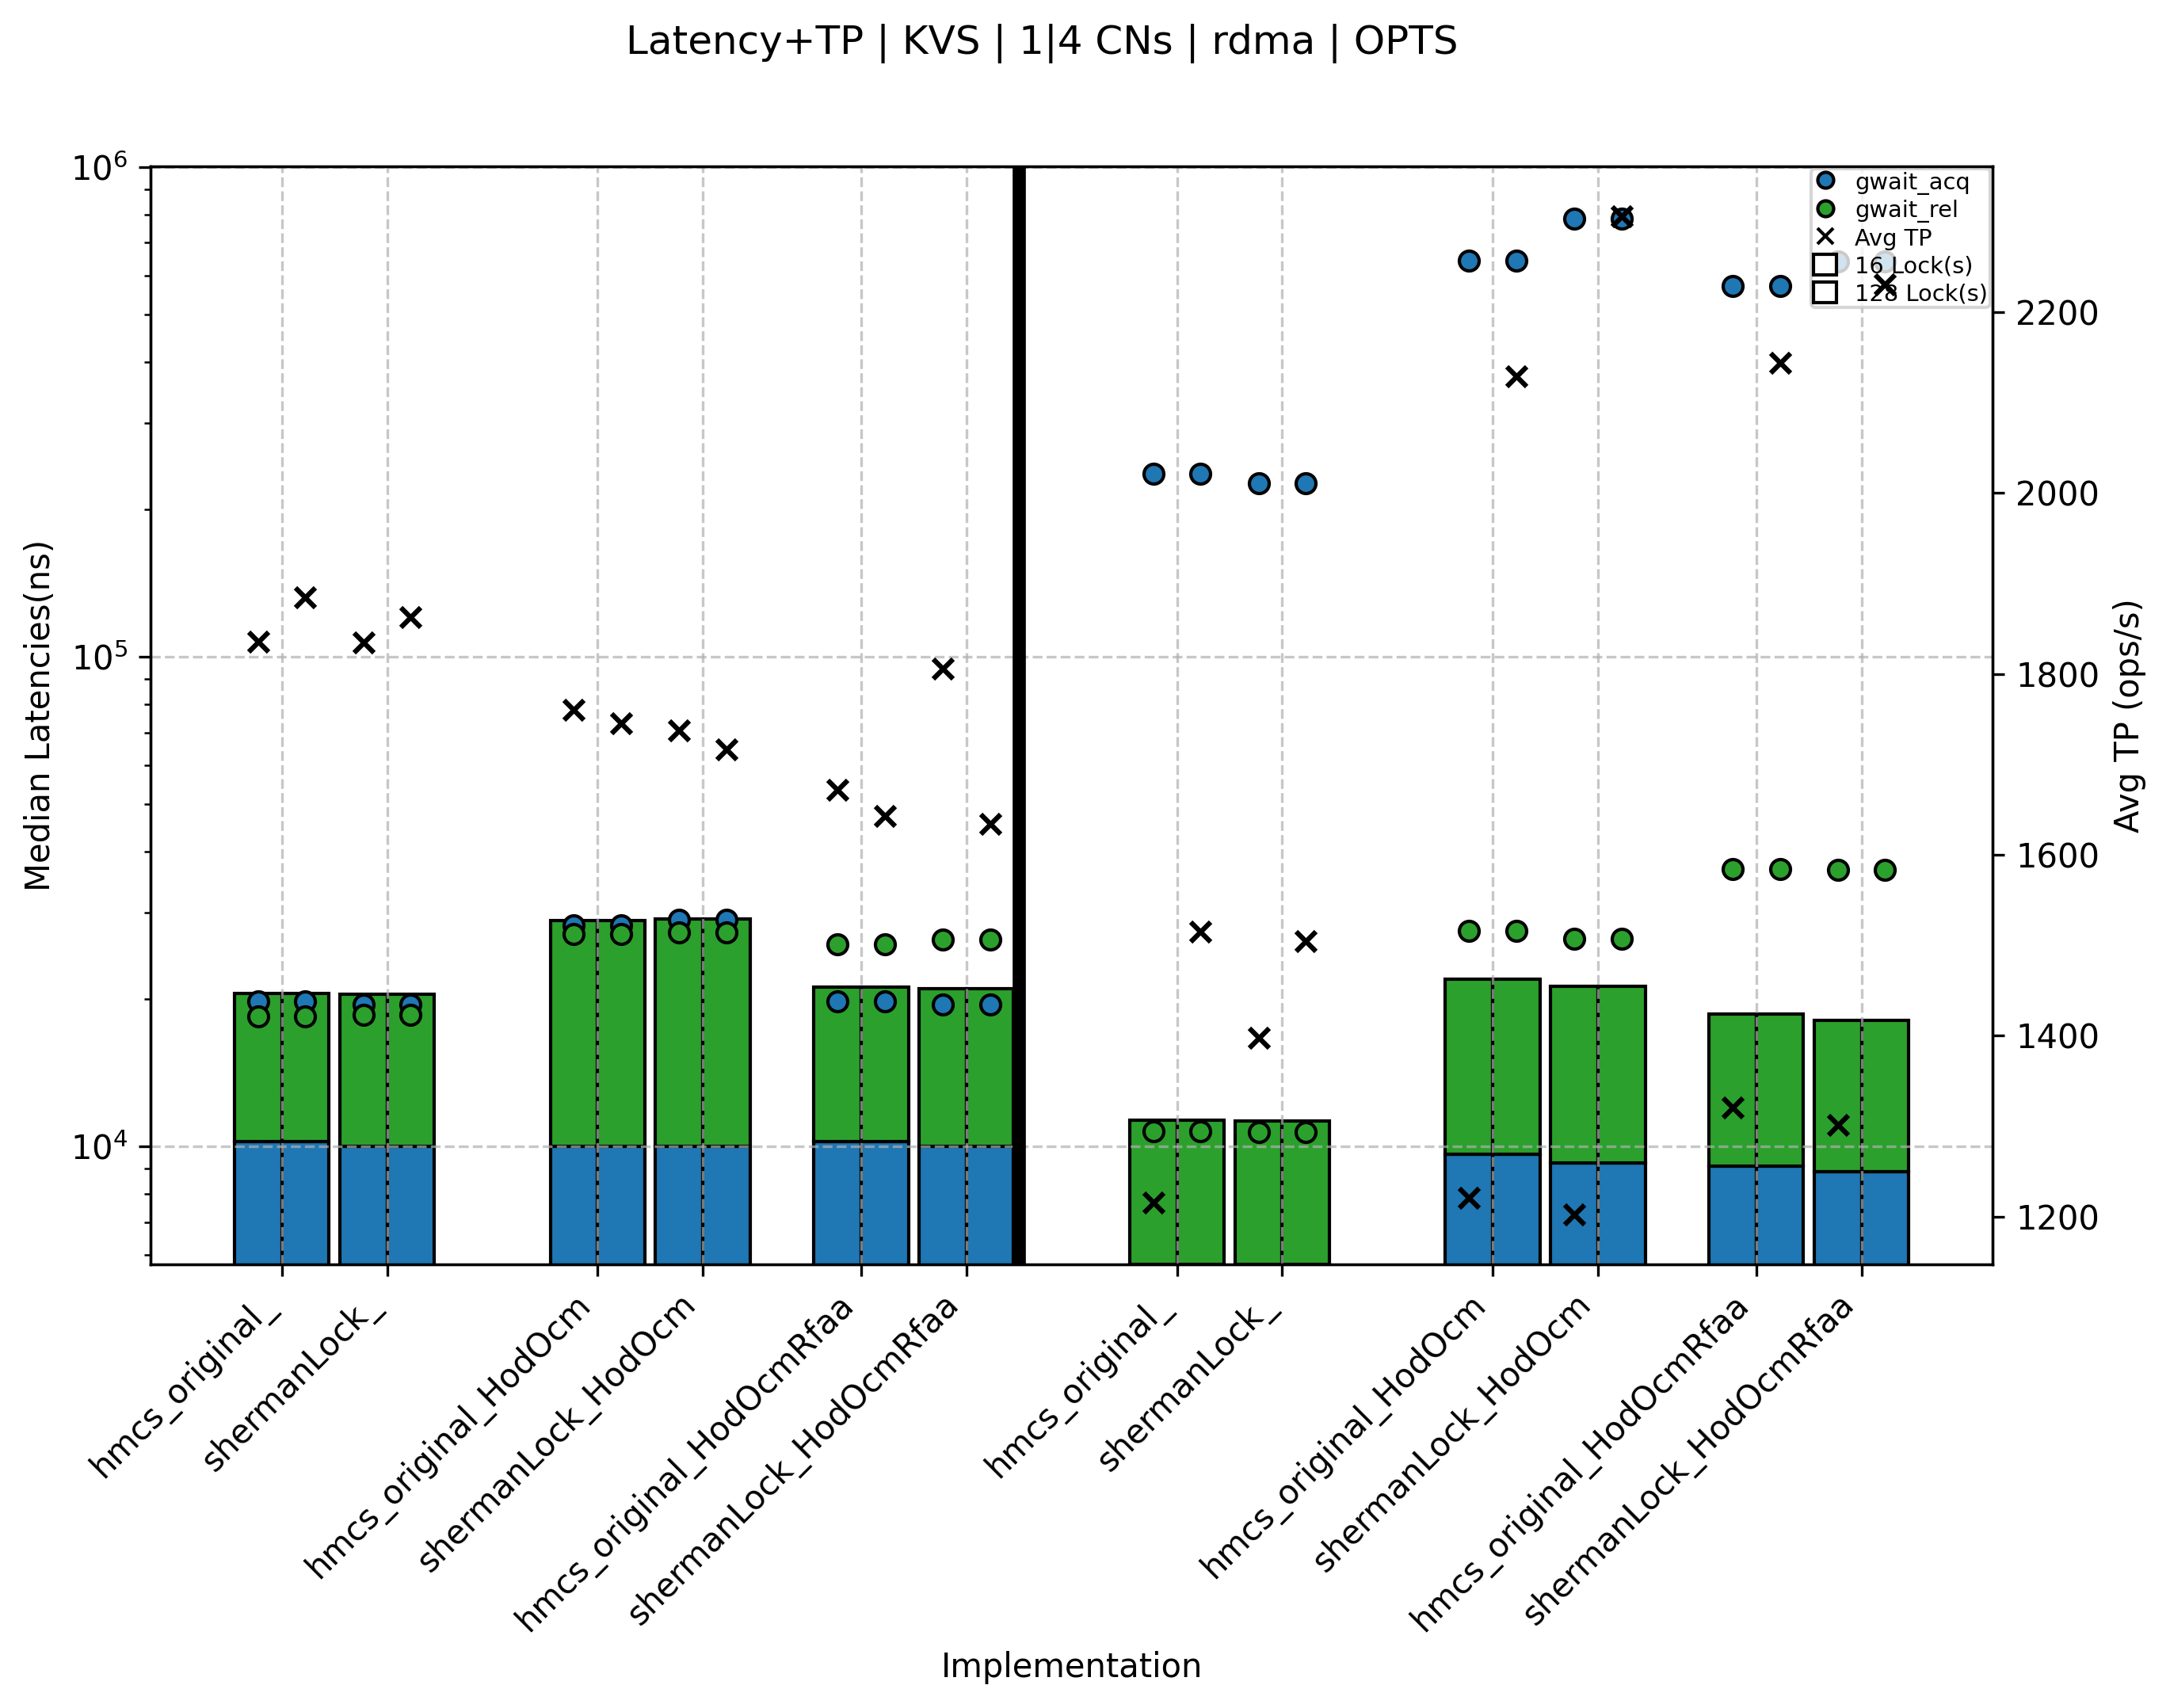 Latency+TP | KVS | 1|4 CNs | rdma | OPTS
10^6
10^5
10^4
Median Latencies(ns)
gwait_acq
gwait_rel
Avg TP
16 Lock(s)
128 Lock(s)
2200
2000
1800
1600
1400
1200
Avg TP (ops/s)
hmcs_original_
shermanLock_
hmcs_original_HodOcm
shermanLock_HodOcm
hmcs_original_HodOcmRfaa
shermanLock_HodOcmRfaa
hmcs_original_
shermanLock_
hmcs_original_HodOcm
shermanLock_HodOcm
hmcs_original_HodOcmRfaa
shermanLock_HodOcmRfaa
Implementation